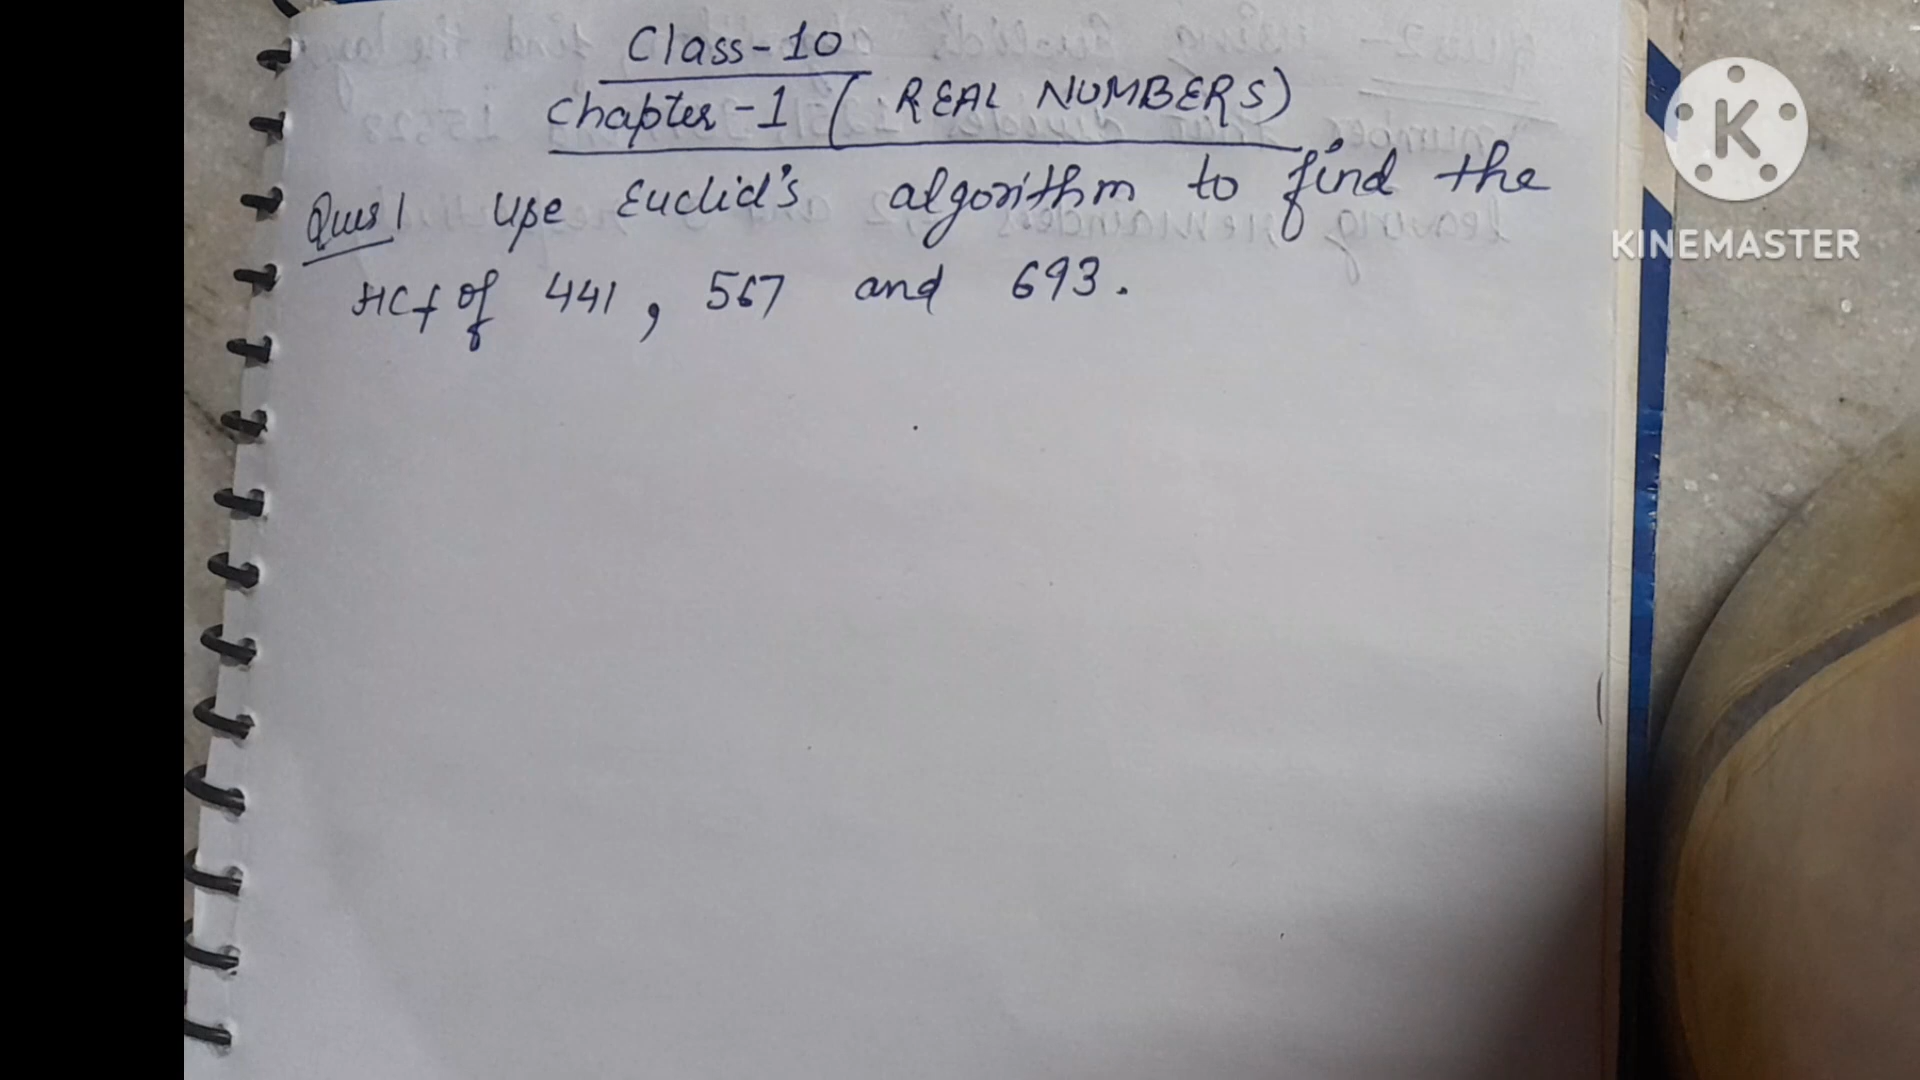 Class-10
Chapter-1 ( REAL NUMBERS)
Ques 1 Use Euclid's algorithm to find the
HCf of 441, 567 and 693.
K
KINEMASTER